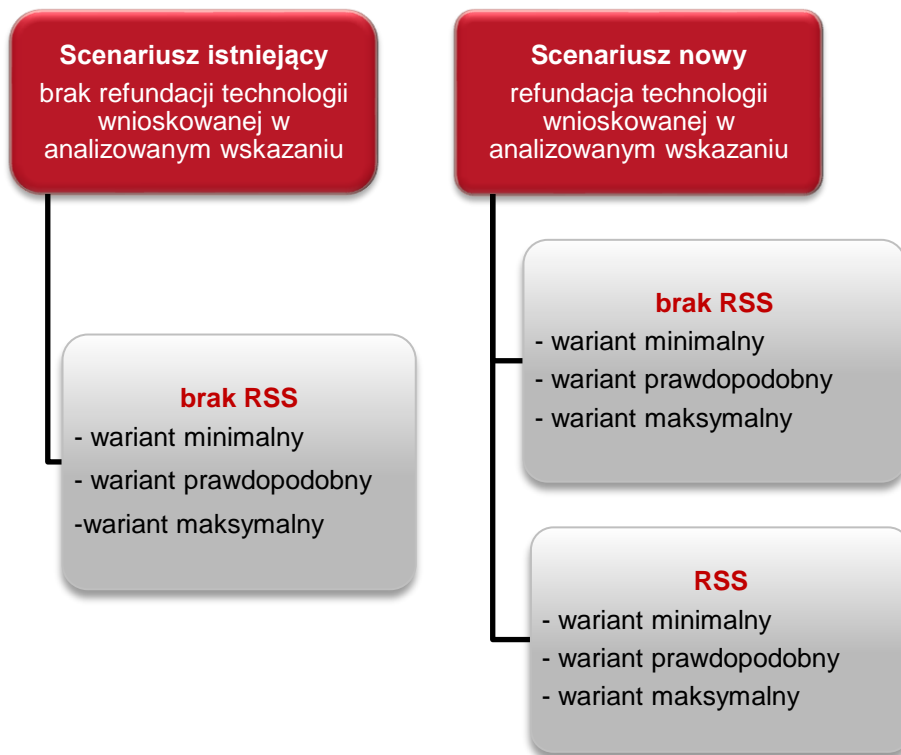 Scenariusz istniejący
brak refundacji technologii
wnioskowanej w
analizowanym wskazaniu
brak RSS
- wariant minimalny
- wariant prawdopodobny
-wariant maksymalny
Scenariusz nowy
refundacja technologii
wnioskowanej w
analizowanym wskazaniu
brak RSS
- wariant minimalny
- wariant prawdopodobny
- wariant maksymalny
RSS
- wariant minimalny
- wariant prawdopodobny
- wariant maksymalny